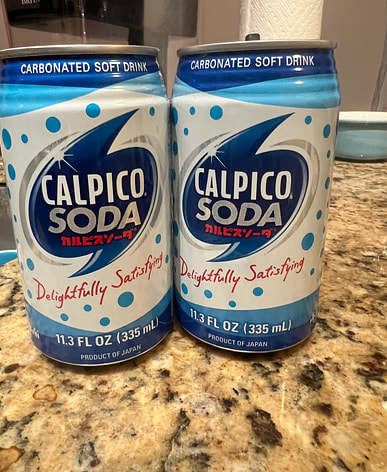 CARBONATED SOFT DRINK
CALPICO
SODA
カルピスソーダ
Delightfully Satisfying
11.3 FL OZ (335 mL)
PRODUCT OF JAPAN
CARBONATED SOFT DRINK
CALPICO
SODA
カルピスソーダ
Delightfully Satisfying
11.3 FL OZ (335 mL)
PRODUCT OF JAPAN